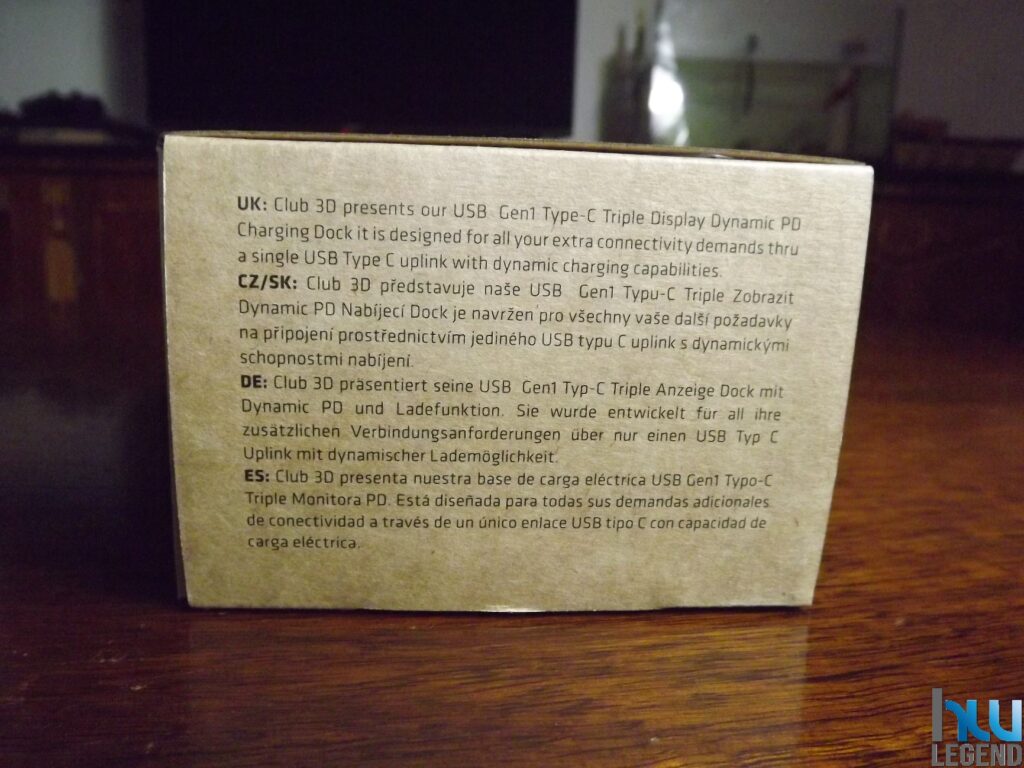 UK: Club 3D presents our USB Gen1 Type-C Triple Display Dynamic PD
Charging Dock it is designed for all your extra connectivity demands thru
a single USB Type C uplink with dynamic charging capabilities.
CZ/SK: Club 3D představuje naše USB Gen1 Typu-C Triple Zobrazit
Dynamic PD Nabíjecí Dock je navržen pro všechny vaše další požadavky
na připojení prostřednictvím jediného USB typu C uplink s dynamickými
schopnostmi nabíjení.
DE: Club 3D präsentiert seine USB Gen1 Typ-C Triple Anzeige Dock mit
Dynamic PD und Ladefunktion. Sie wurde entwickelt für all ihre
zusätzlichen Verbindungsanforderungen über nur einen USB Typ C
Uplink mit dynamischer Lademöglichkeit.
ES: Club 3D presenta nuestra base de carga eléctrica USB Gen1 Typo-C
Triple Monitora PD. Está diseñada para todas sus demandas adicionales
de conectividad a través de un único enlace USB tipo C con capacidad de
carga eléctrica.
hw
LEGEND